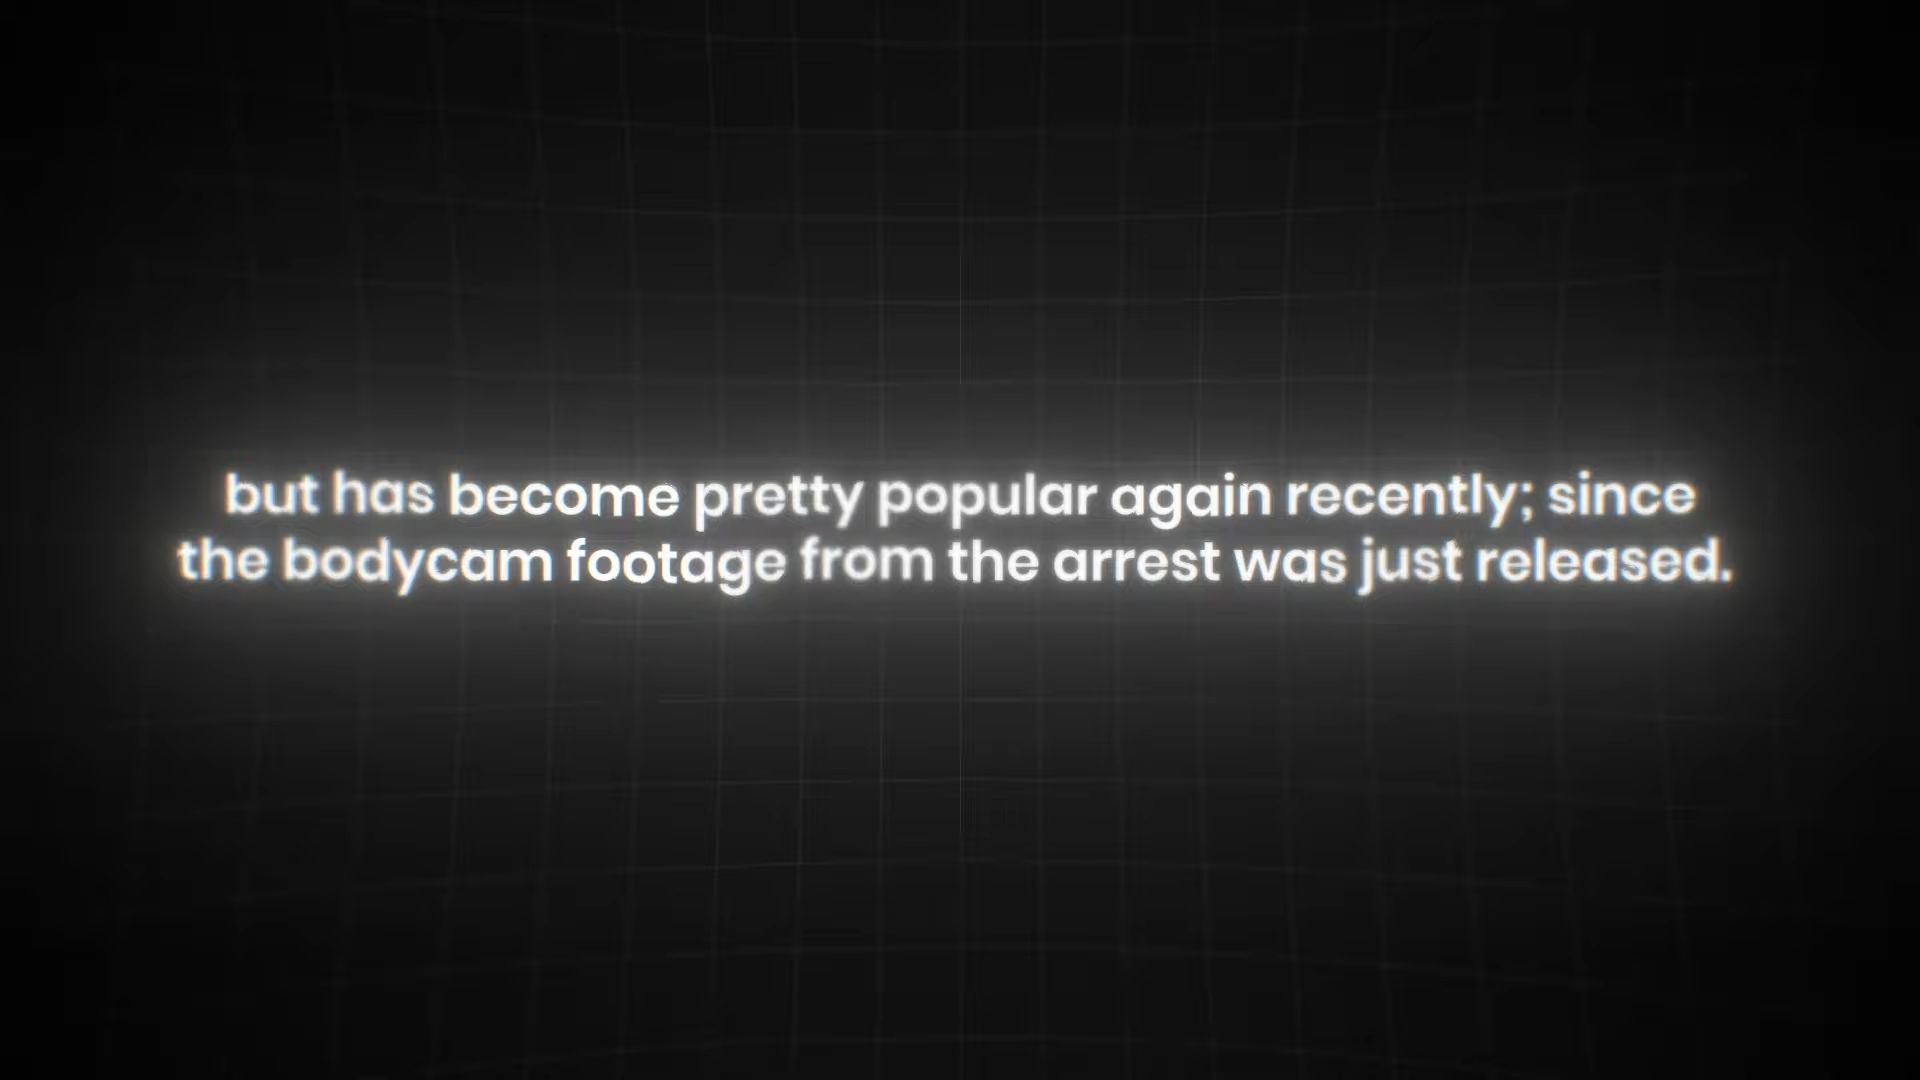 but has become pretty popular again recently; since
the bodycam footage from the arrest was just released.